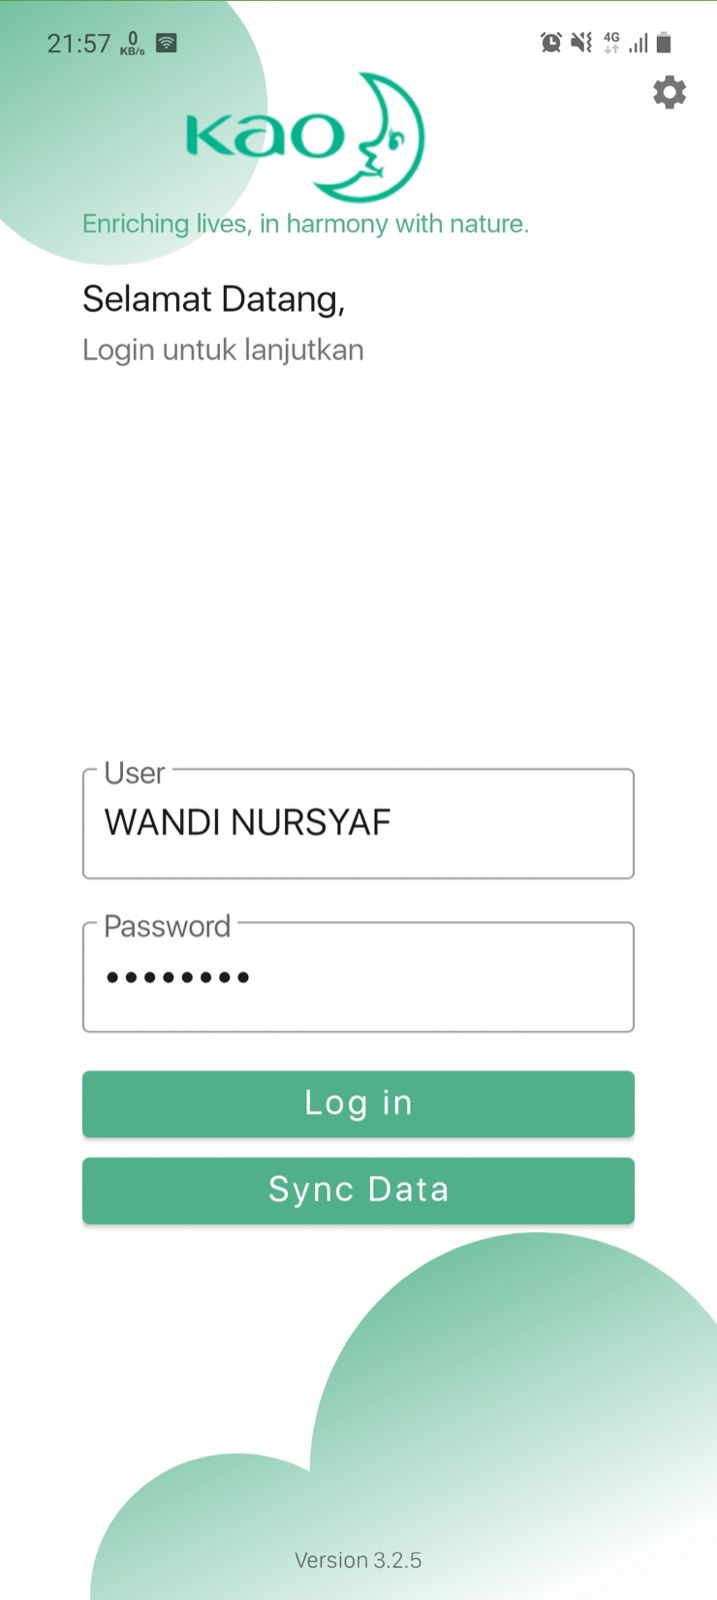 21:57 0 KB/s 4G
Kao
Enriching lives, in harmony with nature.
Selamat Datang,
Login untuk lanjutkan
User
WANDI NURSYAF
Password
••••••••
Log in
Sync Data
Version 3.2.5